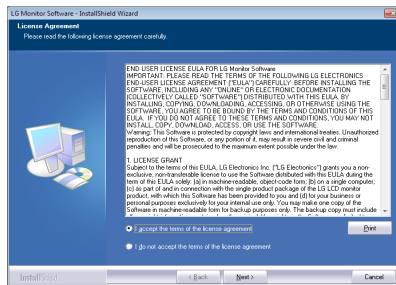 LG Monitor Software - InstallShield Wizard
License Agreement
Please read the following license agreement carefully.
END USER LICENSE EULA FOR LG Monitor Software
IMPORTANT: PLEASE READ THE TERMS OF THE FOLLOWING LG ELECTRONICS
END-USER LICENSE AGREEMENT ("EULA") CAREFULLY BEFORE INSTALLING THE
SOFTWARE, INCLUDING ANY "ONLINE" OR ELECTRONIC DOCUMENTATION
(COLLECTIVELY CALLED "SOFTWARE") DISTRIBUTED WITH THIS EULA. BY
INSTALLING, COPYING, DOWNLOADING, ACCESSING, OR OTHERWISE USING THE
SOFTWARE, YOU AGREE TO BE BOUND BY THE TERMS AND CONDITIONS OF THIS
EULA. IF YOU DO NOT AGREE TO THESE TERMS AND CONDITIONS, YOU MAY NOT
INSTALL, COPY, DOWNLOAD, ACCESS, OR USE THE SOFTWARE.
Warning: This Software is protected by copyright laws and international treaties. Unauthorized
reproduction of this Software, or any portion of it, may result in severe civil and criminal
penalties and will be prosecuted to the maximum extent possible under the law.
1. LICENSE GRANT
Subject to the terms of this EULA, LG Electronics Inc. ("LG Electronics") grants you a non-
exclusive, non-transferable license to use the Software distributed with this EULA during the
term of this EULA solely: (a) in machine-readable, object-code form; (b) on a single computer;
(c) as part of and in connection with the single product package of the LG LCD monitor
product, with which this Software has been provided to you and (d) for your business or
personal purposes exclusively for your internal use only. You may make one copy of the
Software in machine-readable form for backup purposes only. The backup copy must include
I accept the terms of the license agreement
Print
I do not accept the terms of the license agreement
InstallShield
< Back
Next >
Cancel